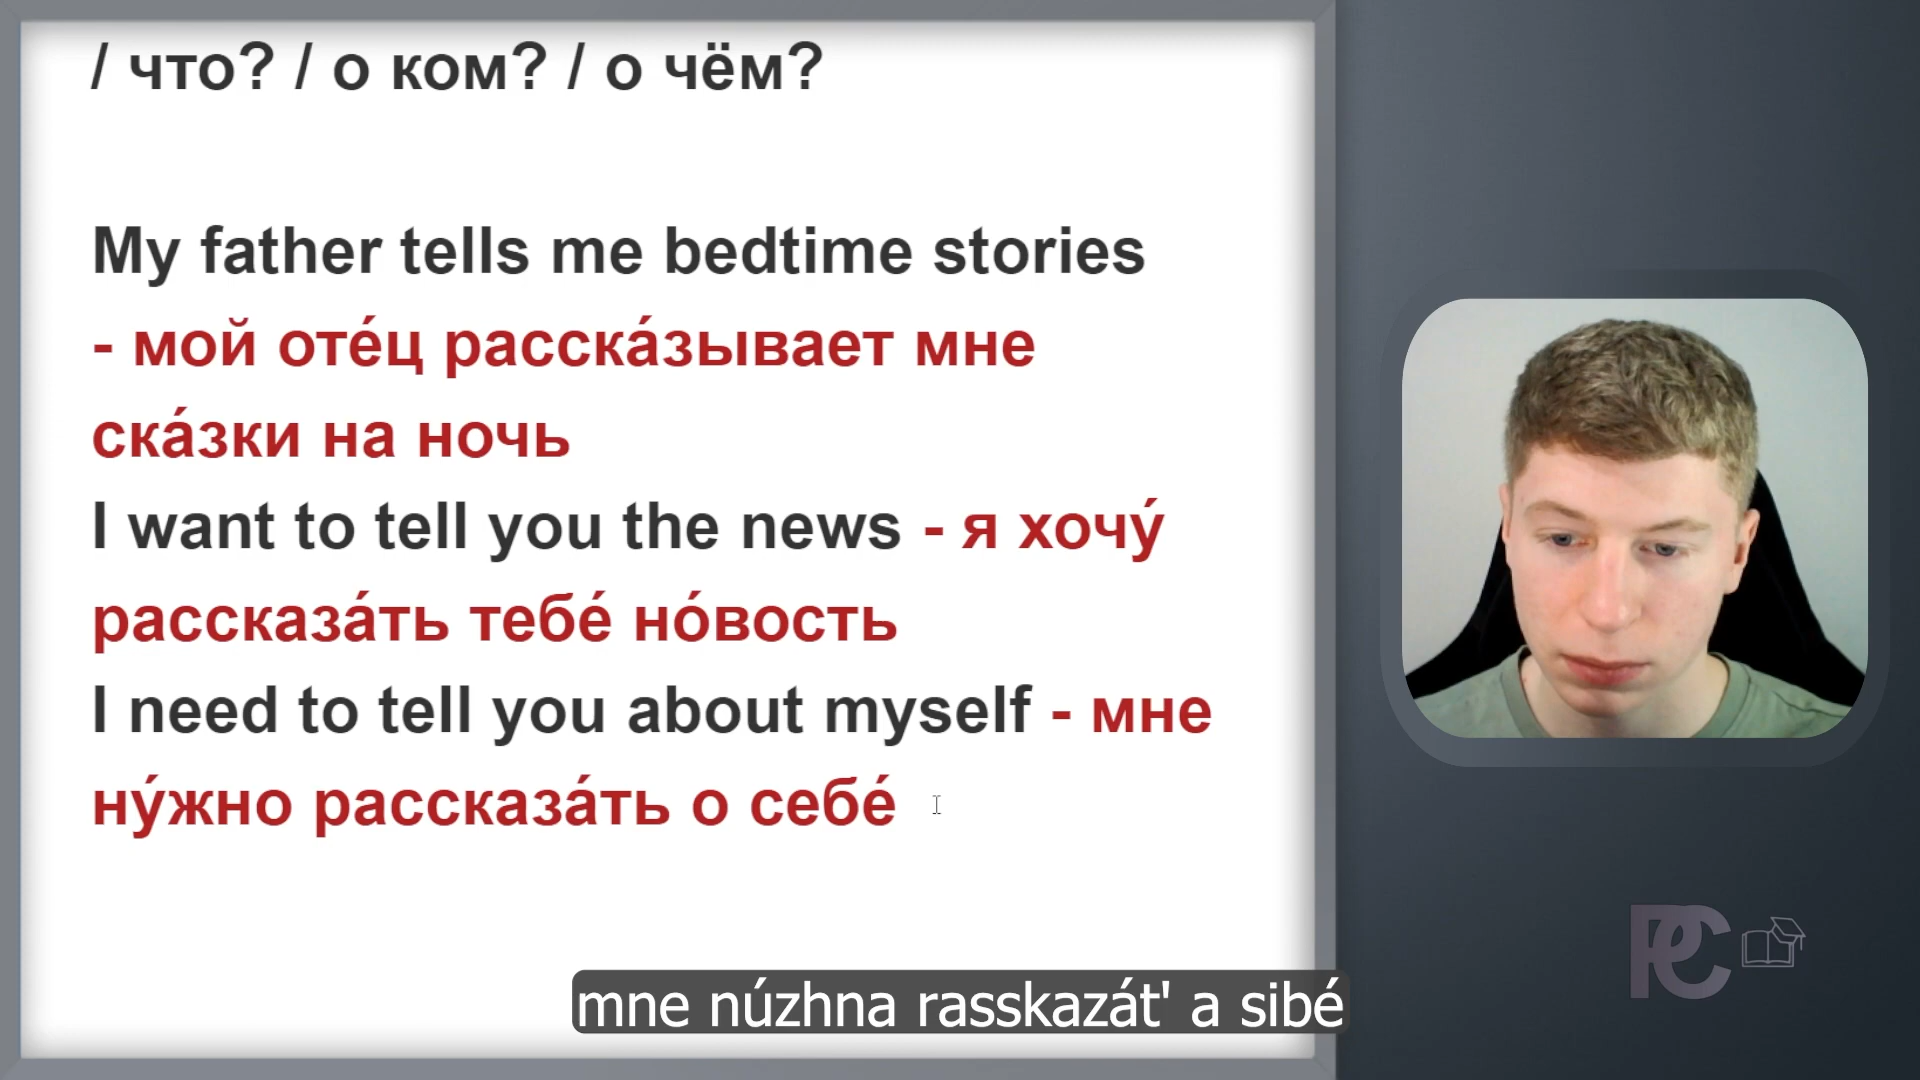 / что? / о ком? / о чём?
My father tells me bedtime stories
- мой оте́ц расска́зывает мне
ска́зки на ночь
I want to tell you the news - я хочу́
рассказа́ть тебе́ но́вость
I need to tell you about myself - мне
ну́жно рассказа́ть о себе́
mne núzhna rasskazát' a sibé
РС